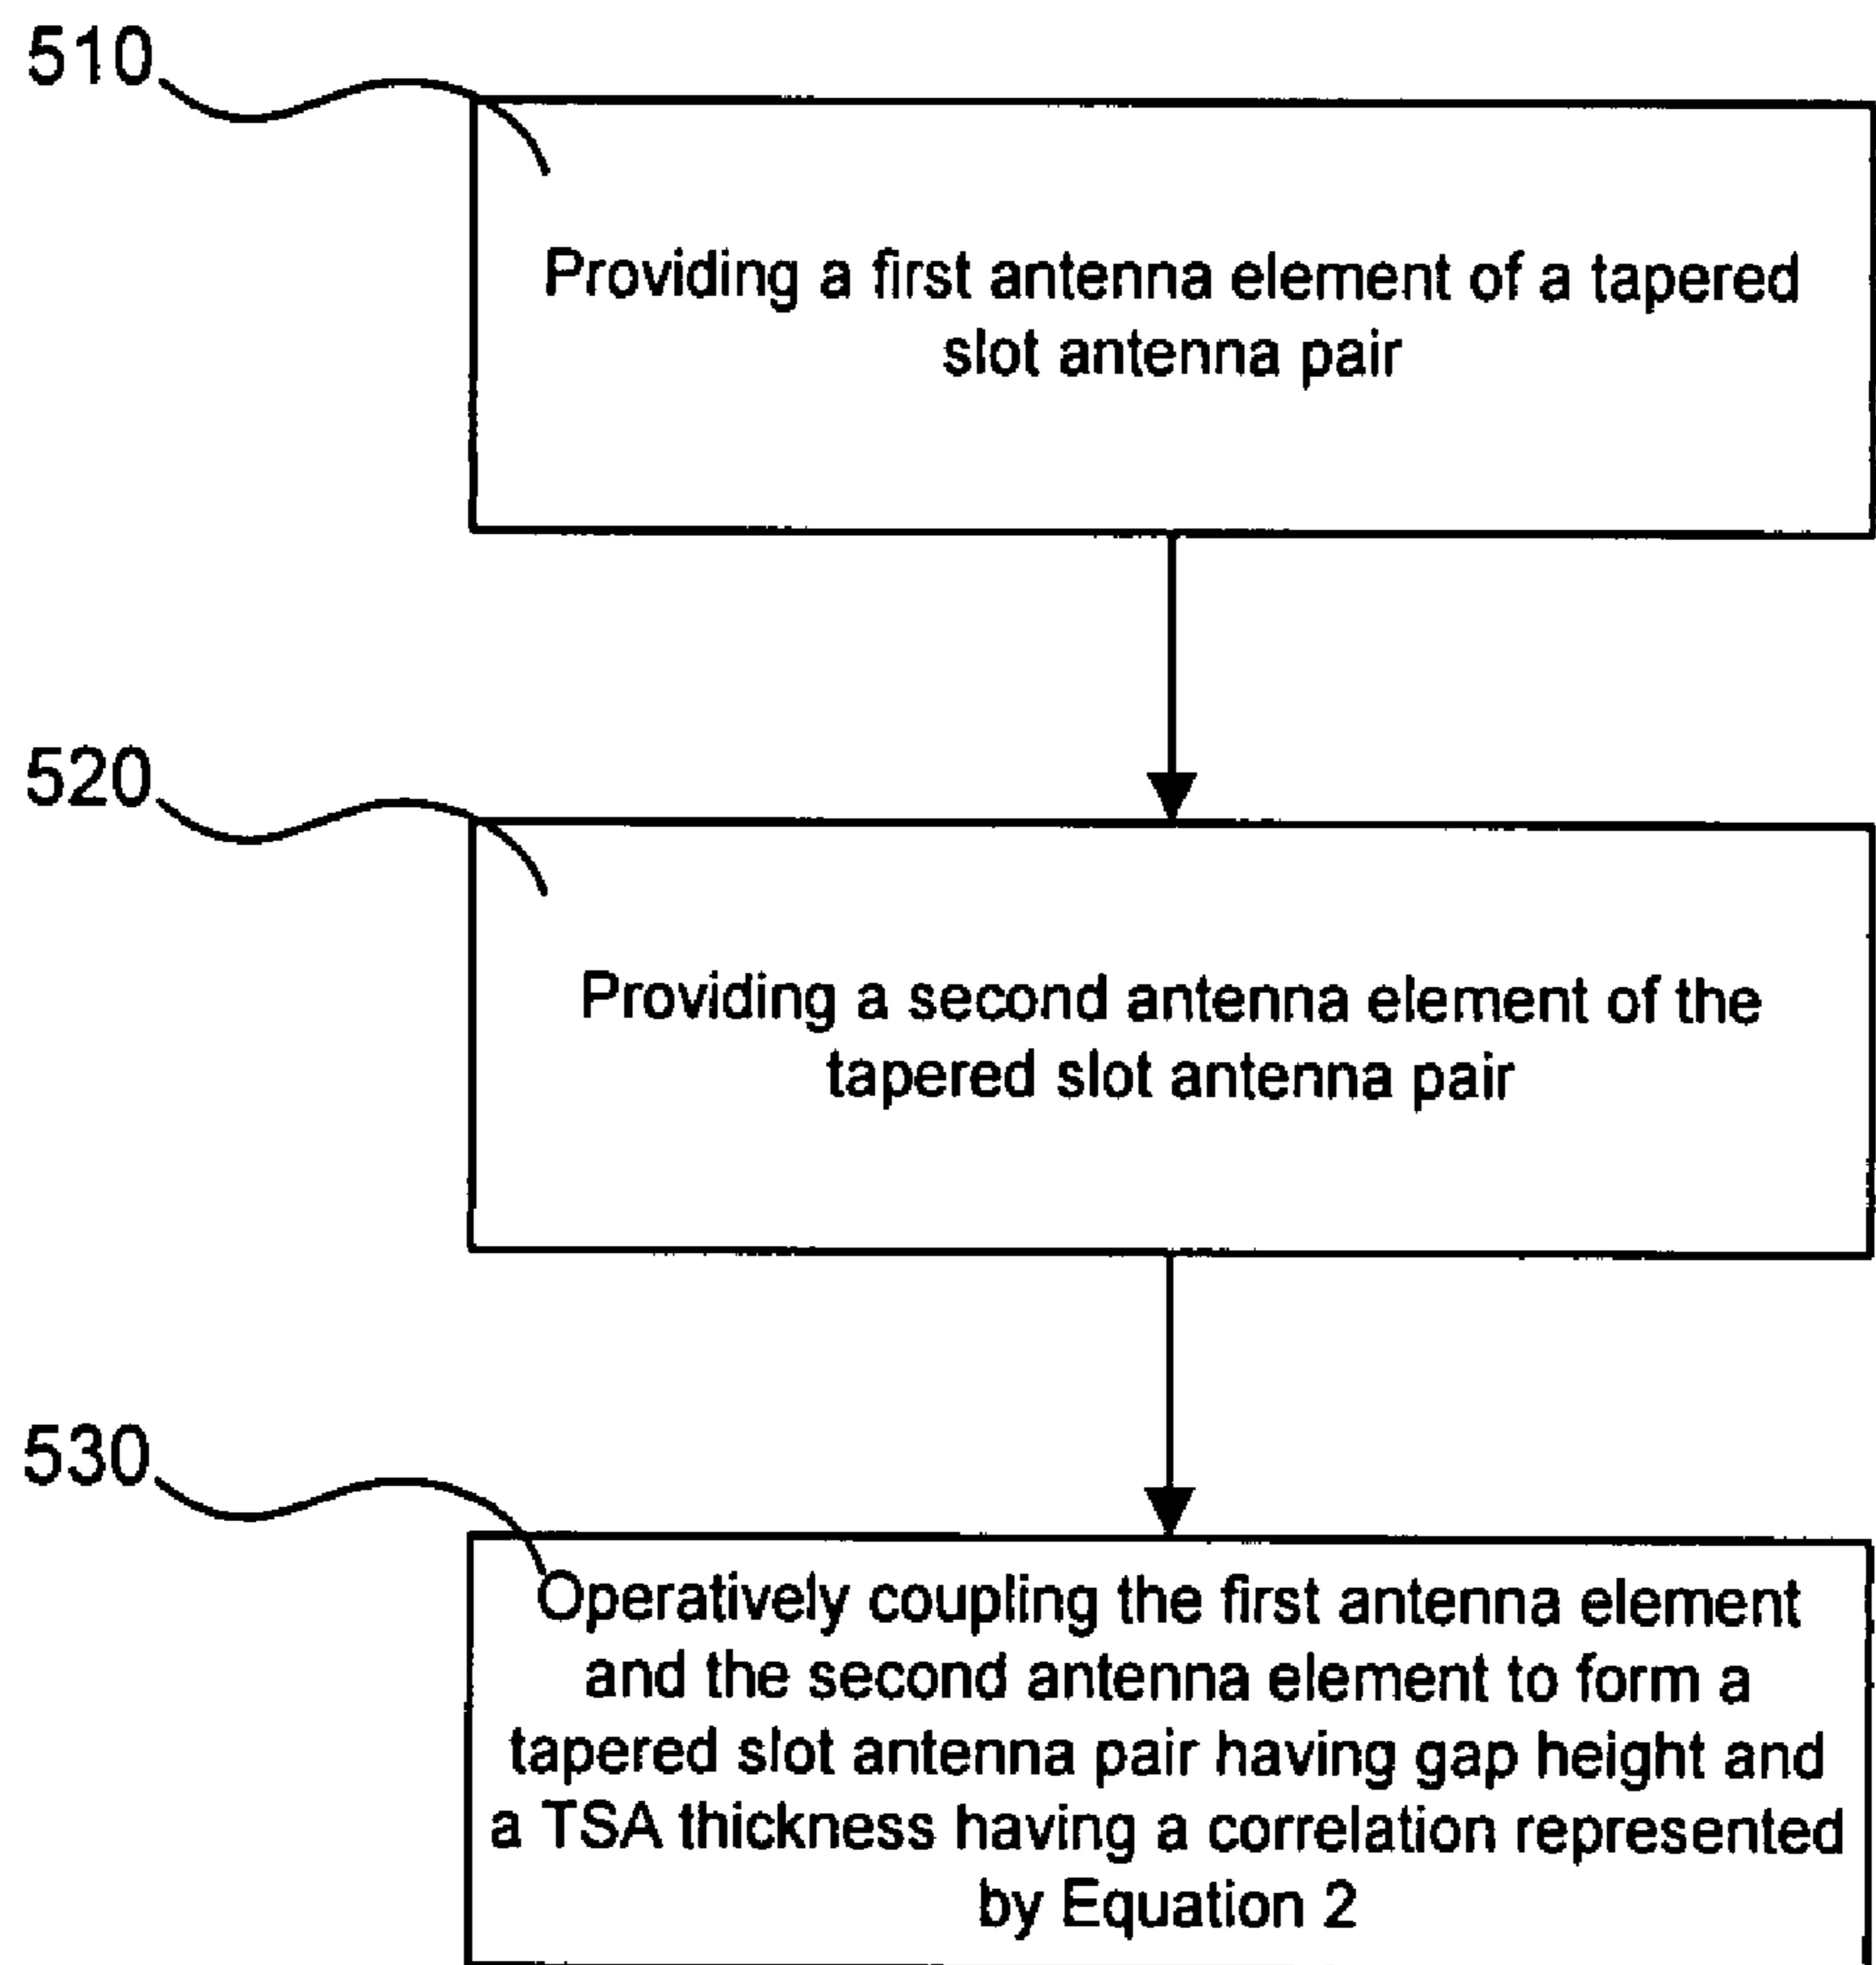 510
Providing a first antenna element of a tapered
slot antenna pair
520
Providing a second antenna element of the
tapered slot antenna pair
530
Operatively coupling the first antenna element
and the second antenna element to form a
tapered slot antenna pair having gap height and
a TSA thickness having a correlation represented
by Equation 2